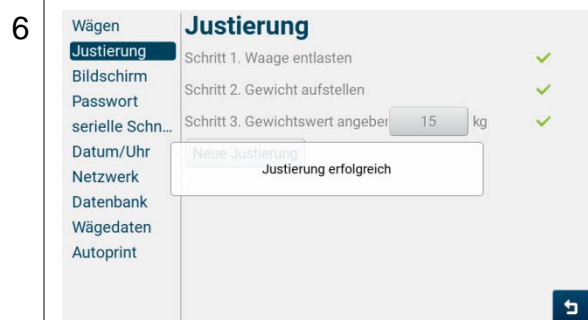 6
Wägen
Justierung
Bildschirm
Passwort
serielle Schn...
Datum/Uhr
Netzwerk
Datenbank
Wägedaten
Autoprint
Justierung
Schritt 1. Waage entlasten
Schritt 2. Gewicht aufstellen
Schritt 3. Gewichtswert angeben 15 kg
Neue Justierung
Justierung erfolgreich